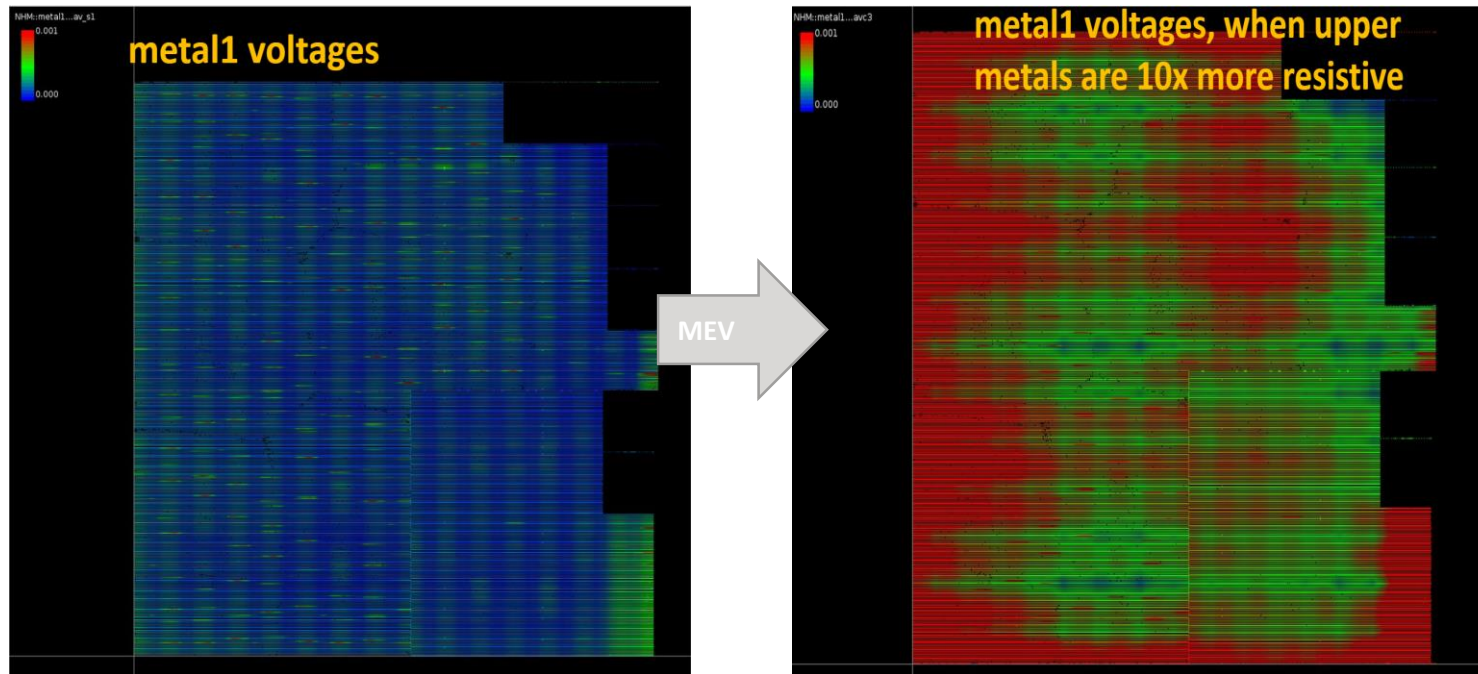 NHM::metal1...av_s1
0.001
0.000
metal1 voltages
MEV
NHM::metal1...avc3
0.001
0.000
metal1 voltages, when upper
metals are 10x more resistive